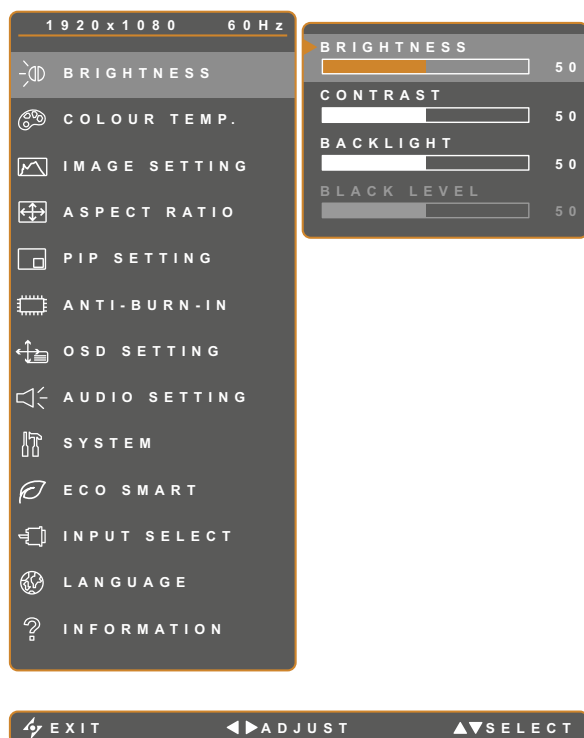 1920x1080 60Hz
BRIGHTNESS
COLOUR TEMP.
IMAGE SETTING
ASPECT RATIO
PIP SETTING
ANTI-BURN-IN
OSD SETTING
AUDIO SETTING
SYSTEM
ECO SMART
INPUT SELECT
LANGUAGE
INFORMATION
BRIGHTNESS
50
CONTRAST
50
BACKLIGHT
50
BLACK LEVEL
50
EXIT ADJUST SELECT